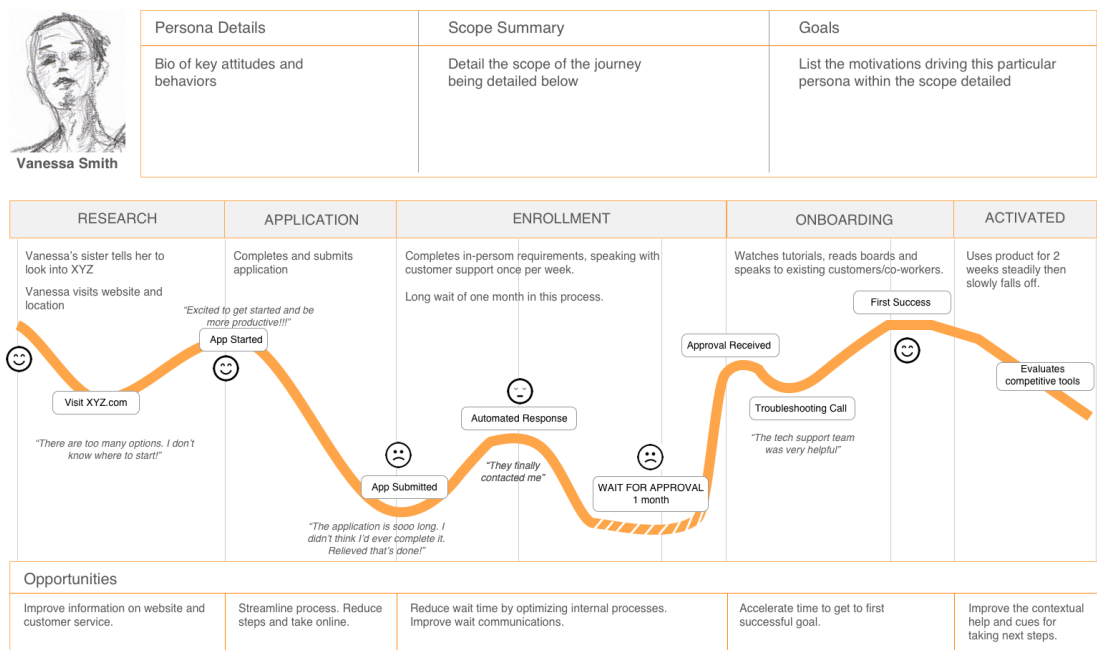 Persona Details
Scope Summary
Goals
Bio of key attitudes and
behaviors
Detail the scope of the journey
being detailed below
List the motivations driving this particular
persona within the scope detailed
Vanessa Smith
RESEARCH
APPLICATION
ENROLLMENT
ONBOARDING
ACTIVATED
Vanessa's sister tells her to
look into XYZ
Vanessa visits website and
location
Completes and submits
application
Completes in-persom requirements, speaking with
customer support once per week.
Long wait of one month in this process.
Watches tutorials, reads boards and
speaks to existing customers/co-workers.
Uses product for 2
weeks steadily then
slowly falls off.
"Excited to get started and be
more productive!!!"
App Started
Visit XYZ.com
"There are too many options. I don't
know where to start!"
App Submitted
"The application is sooo long. I
didn't think I'd ever complete it.
Relieved that's done!"
Automated Response
"They finally
contacted me"
WAIT FOR APPROVAL
1 month
Approval Received
Troubleshooting Call
"The tech support team
was very helpful"
First Success
Evaluates
competitive tools
Opportunities
Improve information on website and
customer service.
Streamline process. Reduce
steps and take online.
Reduce wait time by optimizing internal processes.
Improve wait communications.
Accelerate time to get to first
successful goal.
Improve the contextual
help and cues for
taking next steps.